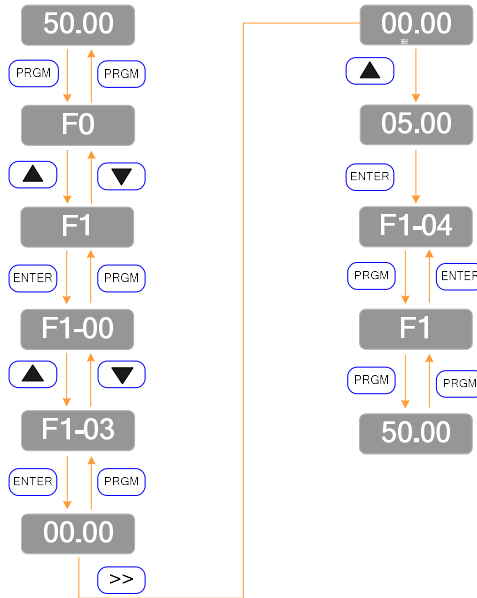 50.00
PRGM PRGM
F0
F1
ENTER PRGM
F1-00
F1-03
ENTER PRGM
00.00
>>
00.00
05.00
ENTER
F1-04
PRGM ENTER
F1
PRGM PRGM
50.00